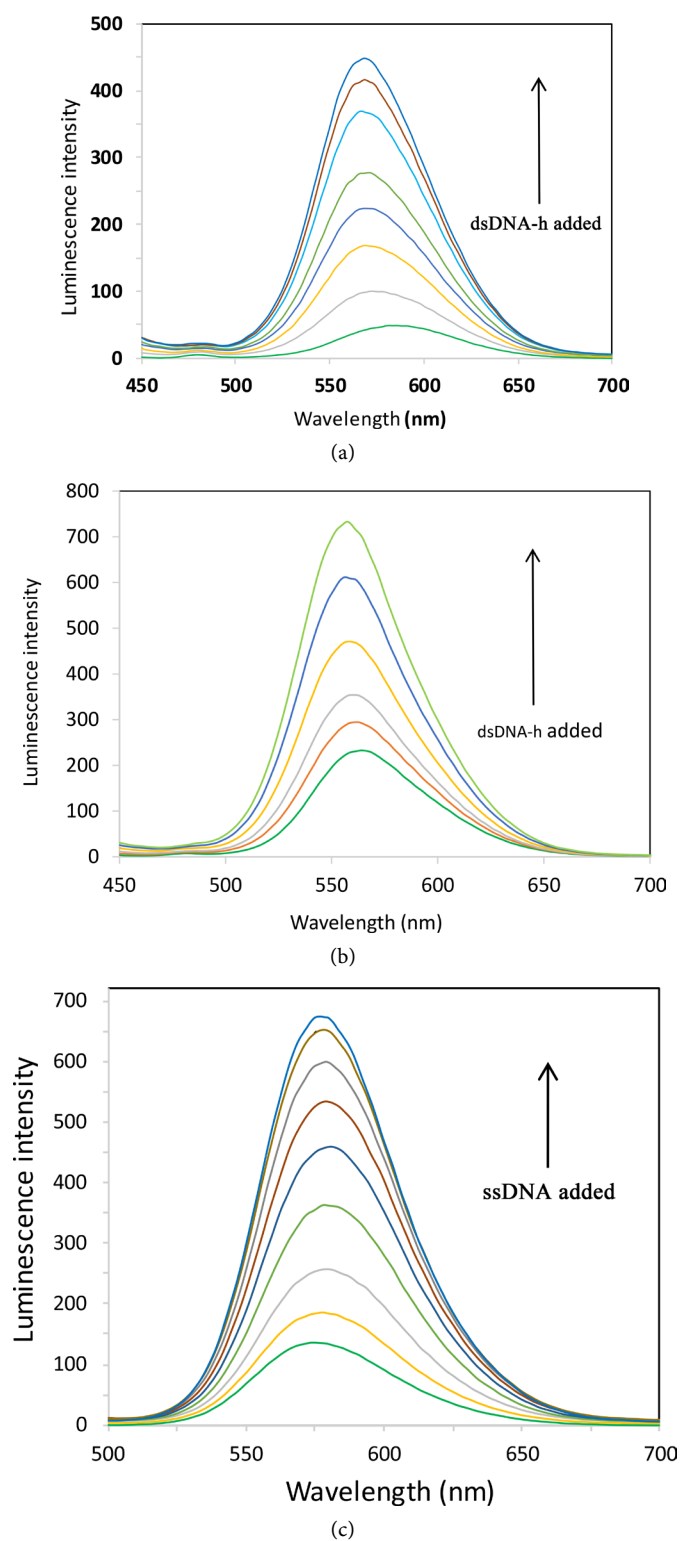 500
400
300
200
100
0
Luminescence intensity
dsDNA-h added
450 500 550 600 650 700
Wavelength (nm)
(a)
800
700
600
500
400
300
200
100
0
Luminescence intensity
dsDNA-h added
450 500 550 600 650 700
Wavelength (nm)
(b)
700
600
500
400
300
200
100
0
Luminescence intensity
ssDNA added
500 550 600 650 700
Wavelength (nm)
(c)